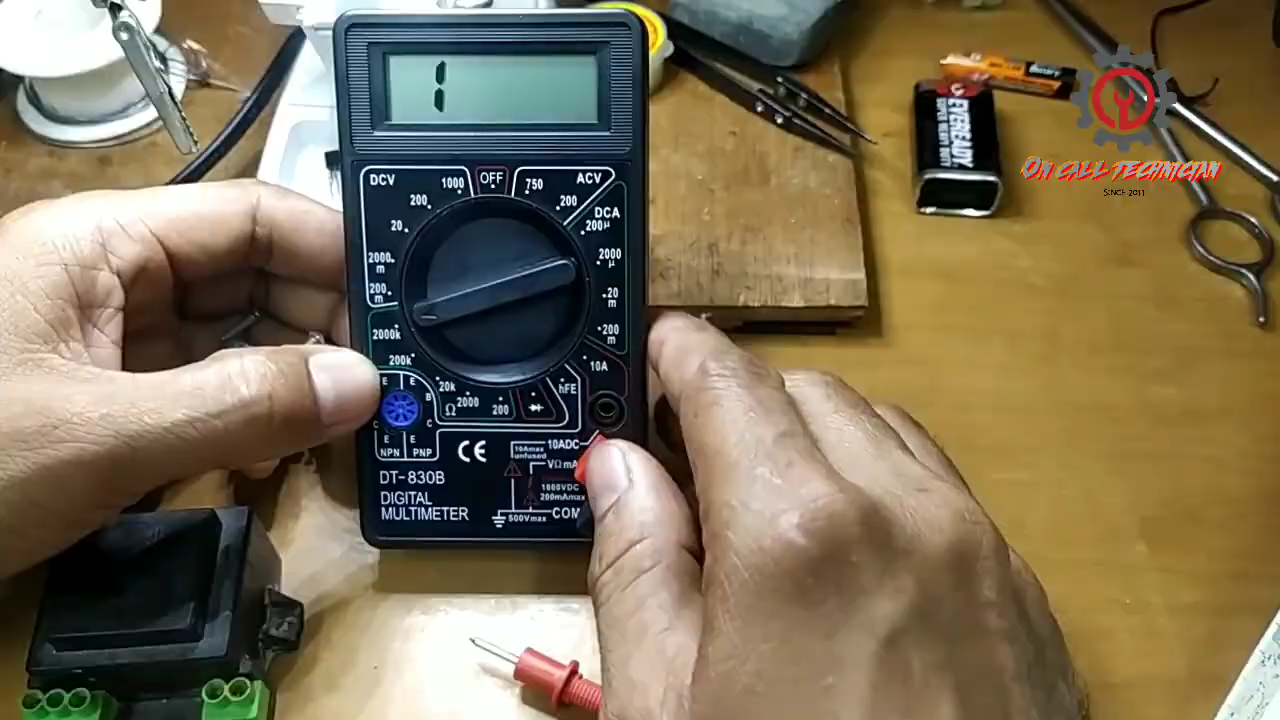 1
DCV
1000
OFF
750
ACV
200
200
DCA
200µ
20
2000
µ
2000
m
20
m
200
m
200
m
2000k
200k
10A
20k
hFE
Ω
2000
200
E
E
B
C
C
E
E
NPN
PNP
CE
10Amax
unfused
10ADC
VΩmA
DT-830B
DIGITAL
MULTIMETER
200mAmax
500Vmax
COM
EVEREADY
ON CALL TECHNICIAN
SINCE 2011